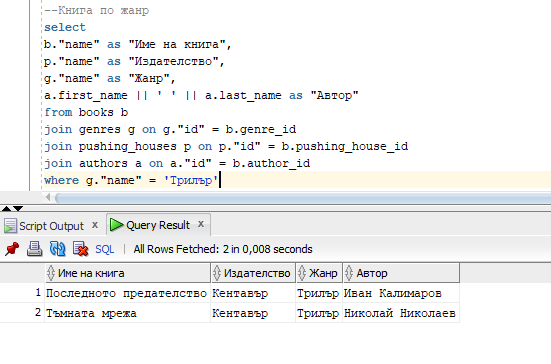 --Книга по жанр
select
b."name" as "Име на книга",
p."name" as "Издателство",
g."name" as "Жанр",
a.first_name || ' ' || a.last_name as "Автор"
from books b
join genres g on g."id" = b.genre_id
join pushing_houses p on p."id" = b.pushing_house_id
join authors a on a."id" = b.author_id
where g."name" = 'Трилър'
Script Output x Query Result x
SQL | All Rows Fetched: 2 in 0,008 seconds
Име на книга Издателство Жанр Автор
1 Последното предателство Кентавър Трилър Иван Калимаров
2 Тъмната мрежа Кентавър Трилър Николай Николаев